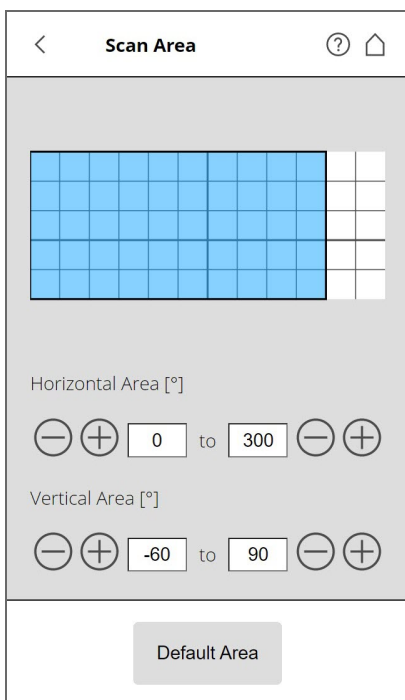 Scan Area
Horizontal Area [°]
0 to 300
Vertical Area [°]
-60 to 90
Default Area